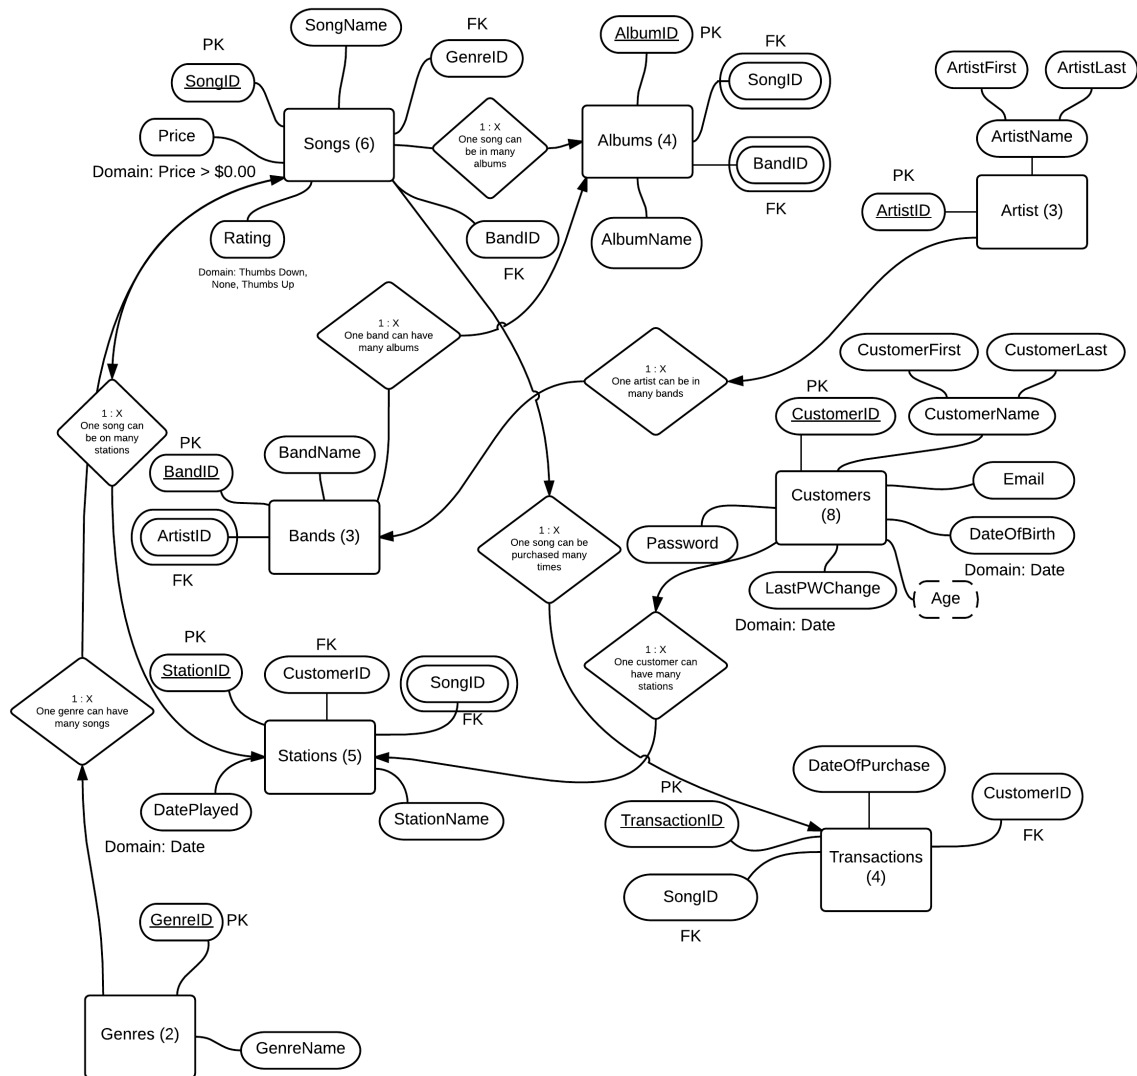 SongName
PK
SongID
FK
GenreID
Price
Domain: Price > $0.00
Songs (6)
Rating
Domain: Thumbs Down,
None, Thumbs Up
BandID
FK
1 : X
One song can
be in many
albums
AlbumID
PK
FK
SongID
Albums (4)
BandID
FK
AlbumName
ArtistFirst
ArtistLast
ArtistName
PK
ArtistID
Artist (3)
1 : X
One band can have
many albums
1 : X
One artist can be in
many bands
1 : X
One song can
be on many
stations
PK
BandID
BandName
ArtistID
FK
Bands (3)
1 : X
One song can be
purchased many
times
CustomerFirst
CustomerLast
PK
CustomerID
CustomerName
Customers
(8)
Email
DateOfBirth
Domain: Date
Password
LastPWChange
Domain: Date
Age
1 : X
One customer can
have many
stations
PK
StationID
FK
CustomerID
SongID
FK
Stations (5)
DatePlayed
Domain: Date
StationName
1 : X
One genre can have
many songs
DateOfPurchase
PK
TransactionID
CustomerID
FK
Transactions
(4)
SongID
FK
GenreID
PK
Genres (2)
GenreName